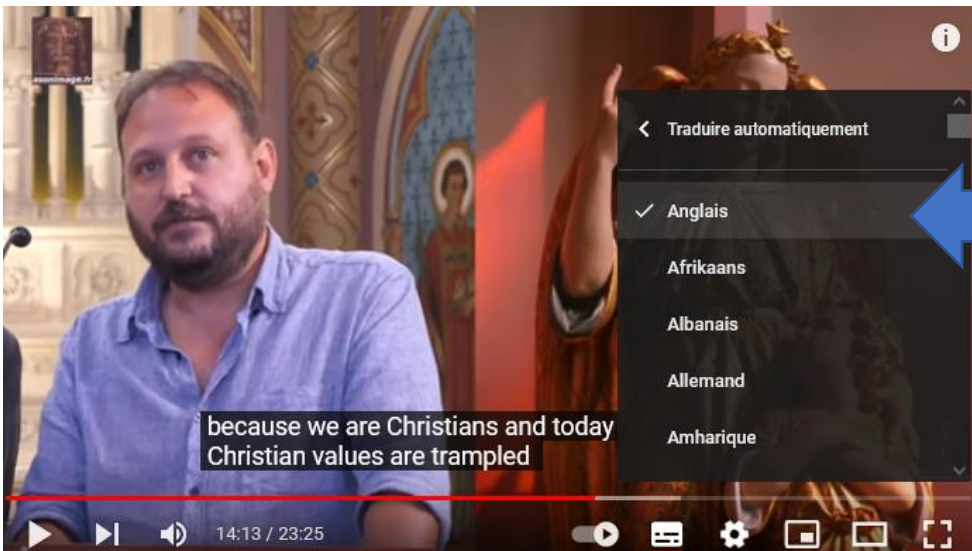 asonimage.fr
Traduire automatiquement
Anglais
Afrikaans
Albanais
Allemand
Amharique
because we are Christians and today
Christian values are trampled
14:13 / 23:25